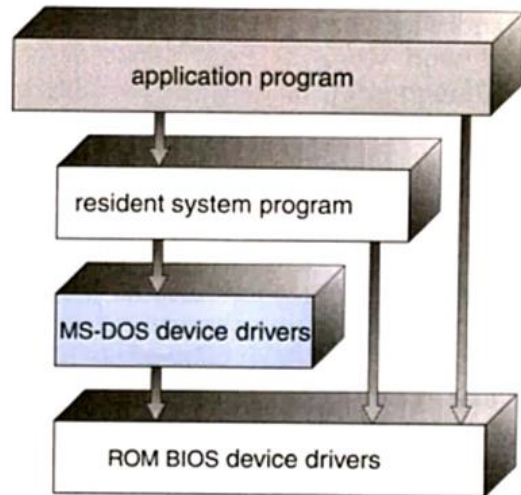 application program
resident system program
MS-DOS device drivers
ROM BIOS device drivers